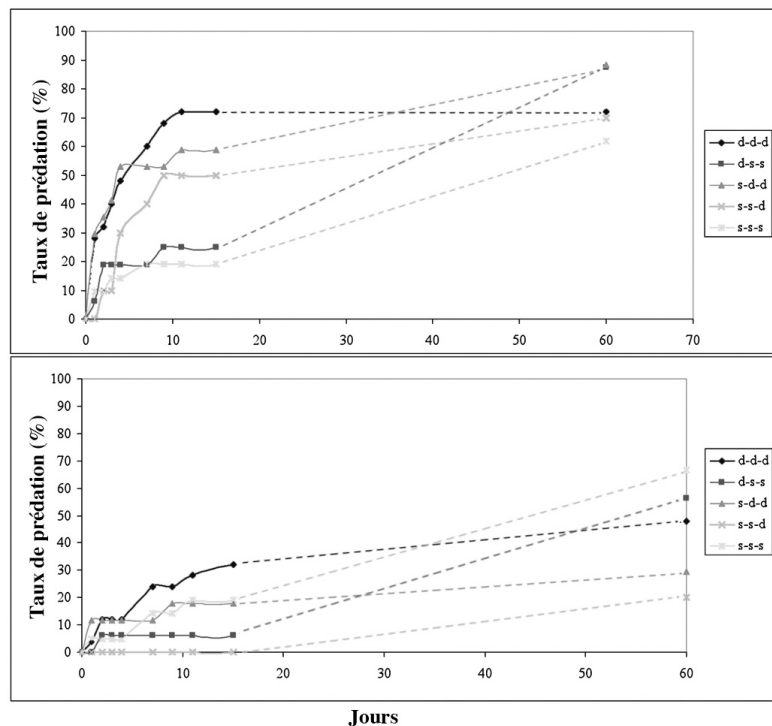 100
90
80
70
60
50
40
30
20
10
0
Taux de prédation (%)
0 10 20 30 40 50 60 70
d-d-d
d-s-s
s-d-d
s-s-d
s-s-s
100
90
80
70
60
50
40
30
20
10
0
Taux de prédation (%)
0 10 20 30 40 50 60
d-d-d
d-s-s
s-d-d
s-s-d
s-s-s
Jours